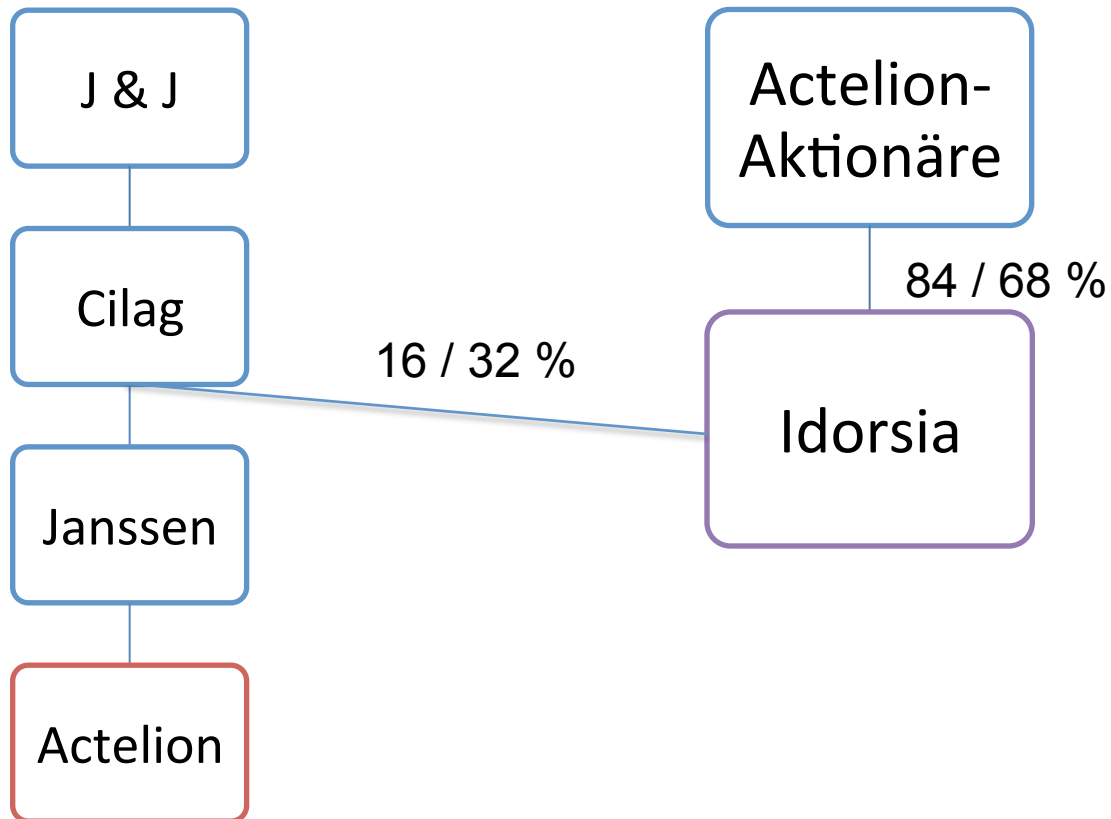 J & J
Actelion-
Aktionäre
84 / 68 %
Cilag
16 / 32 %
Idorsia
Janssen
Actelion